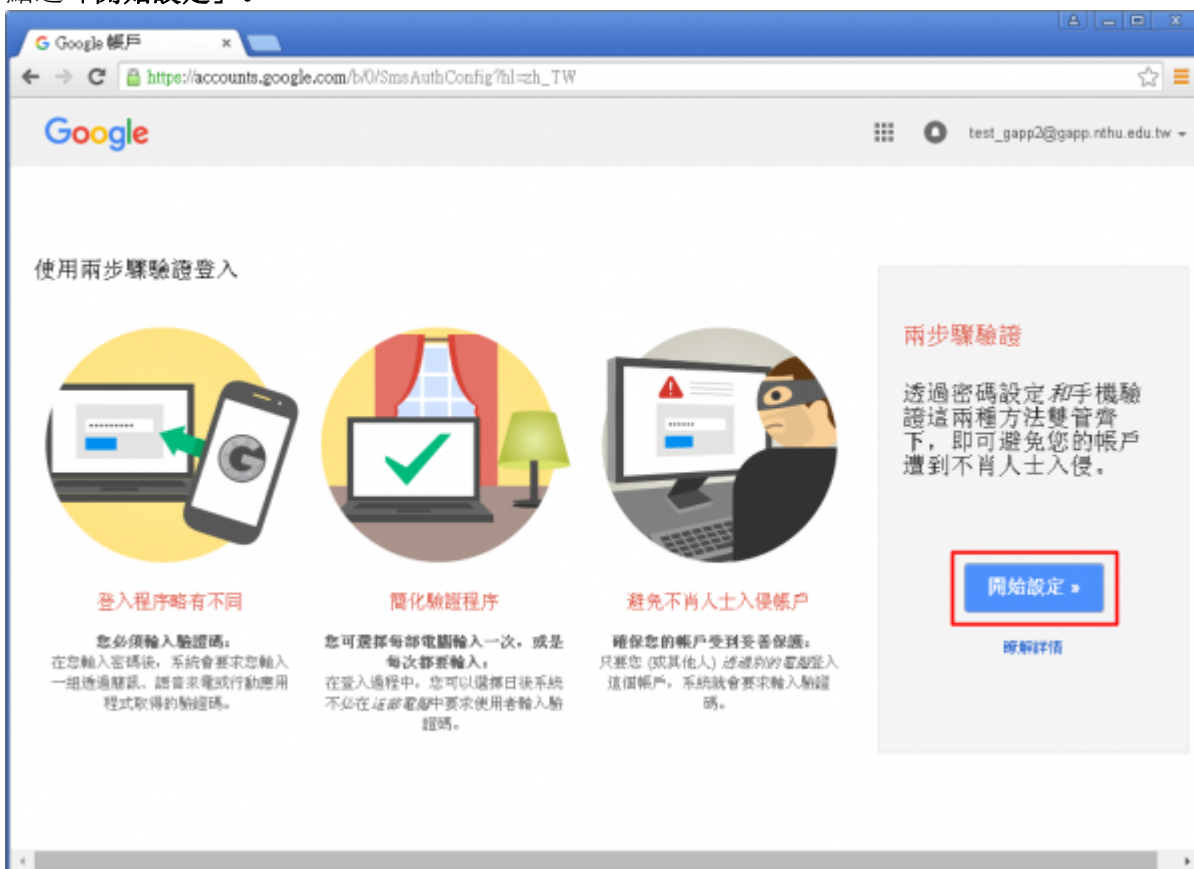 點選「開始設定」。
Google 帳戶
https://accounts.google.com/b/0/SmsAuthConfig?hl=zh_TW
Google
test_gapp2@gapp.nthu.edu.tw
使用兩步驟驗證登入
登入程序略有不同
您必須輸入驗證碼：
在您輸入密碼後，系統會要求您輸入
一組透過簡訊、語音來電或行動應用
程式取得的驗證碼。
簡化驗證程序
您可選擇每部電腦輸入一次，或是
每次都要輸入：
在登入過程中，您可以選擇日後系統
不必在這部電腦中要求使用者輸入驗
證碼。
避免不肖人士入侵帳戶
確保您的帳戶受到妥善保護：
只要您 (或其他人) 透過別的電腦登入
這個帳戶，系統就會要求輸入驗證
碼。
兩步驟驗證
透過密碼設定和手機驗
證這兩種方法雙管齊
下，即可避免您的帳戶
遭到不肖人士入侵。
開始設定 »
瞭解詳情